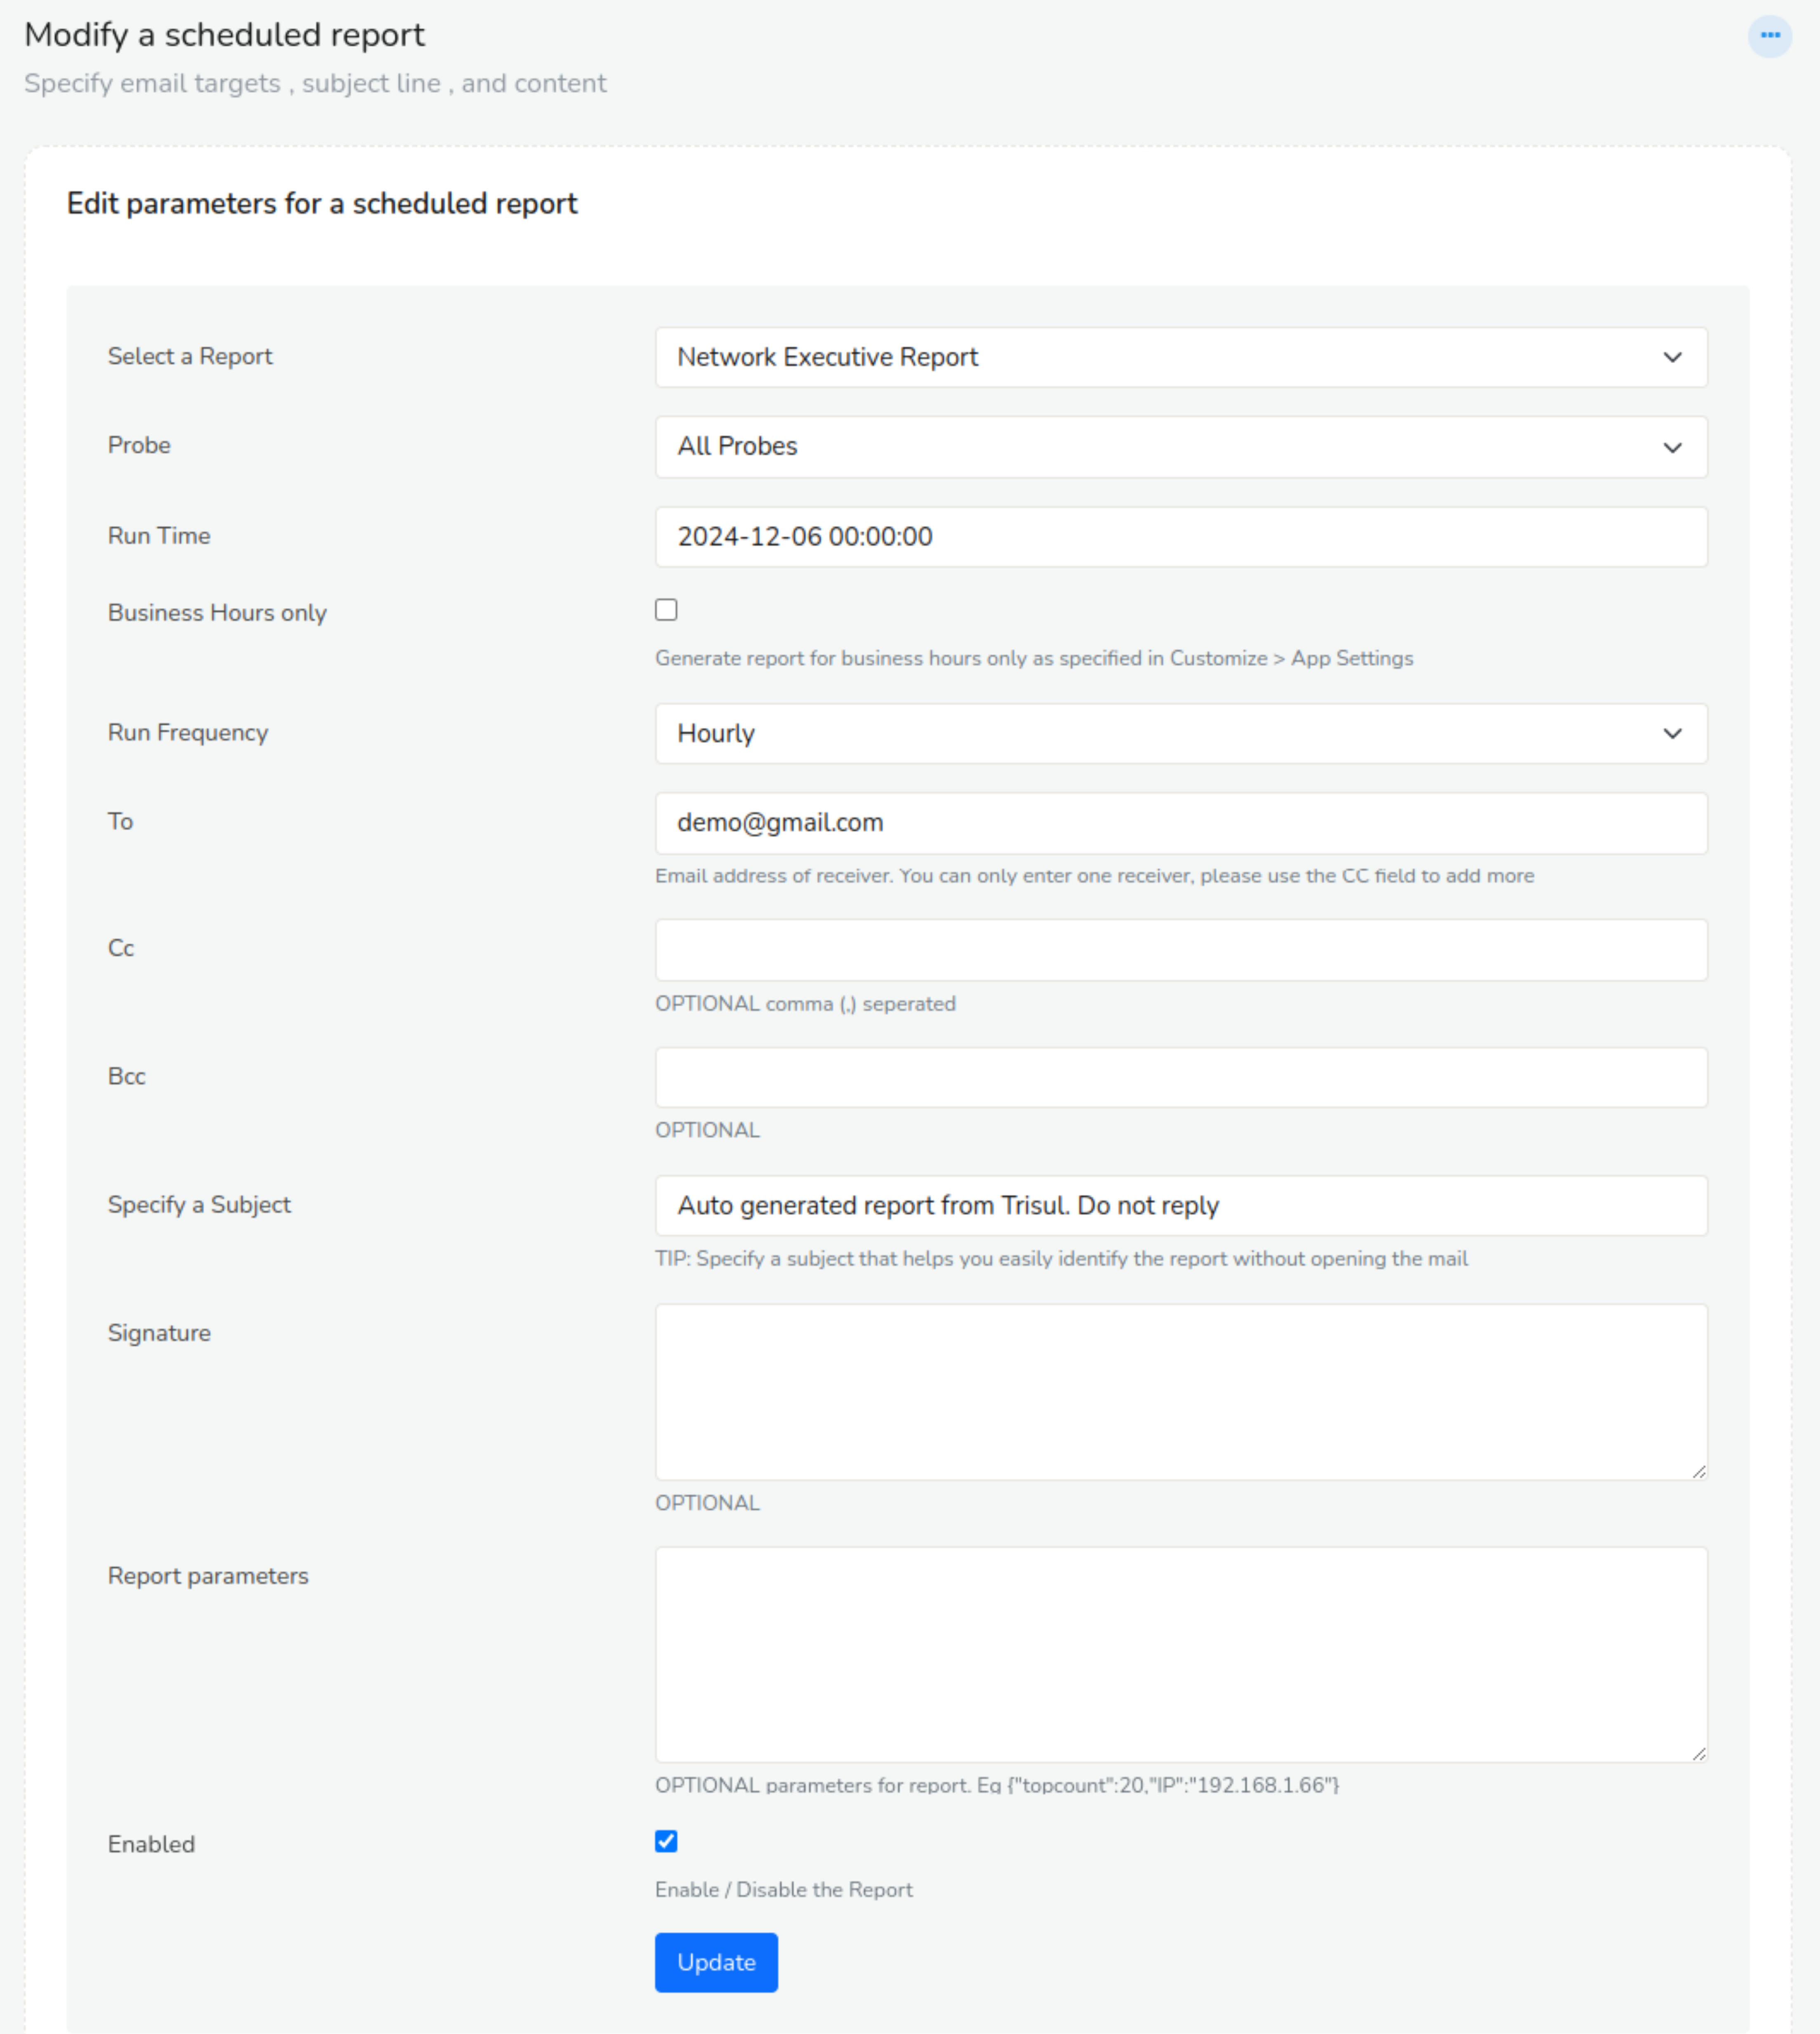 Modify a scheduled report
Specify email targets , subject line , and content
Edit parameters for a scheduled report
Select a Report
Network Executive Report
Probe
All Probes
Run Time
2024-12-06 00:00:00
Business Hours only
Generate report for business hours only as specified in Customize > App Settings
Run Frequency
Hourly
To
demo@gmail.com
Email address of receiver. You can only enter one receiver, please use the CC field to add more
Cc
OPTIONAL comma (,) seperated
Bcc
OPTIONAL
Specify a Subject
Auto generated report from Trisul. Do not reply
TIP: Specify a subject that helps you easily identify the report without opening the mail
Signature
OPTIONAL
Report parameters
OPTIONAL parameters for report. Eg {"topcount":20,"IP":"192.168.1.66"}
Enabled
Enable / Disable the Report
Update